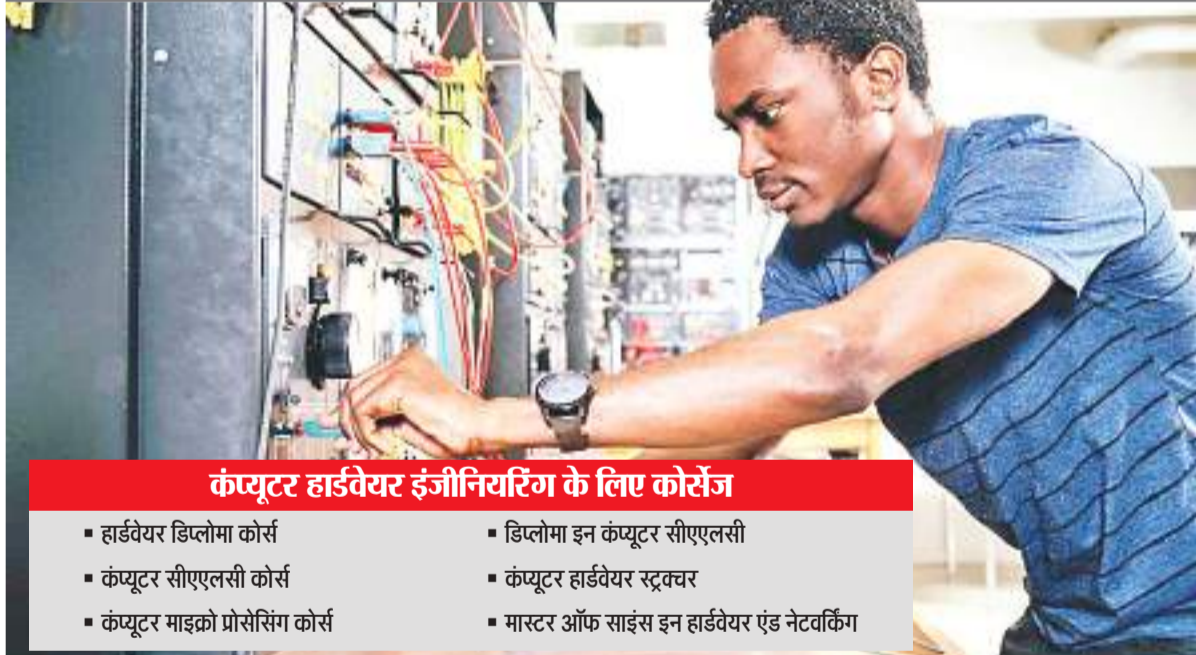 कंप्यूटर हार्डवेयर इंजीनियरिंग के लिए कोर्सेज
▪ हार्डवेयर डिप्लोमा कोर्स
▪ कंप्यूटर सीएएलसी कोर्स
▪ कंप्यूटर माइक्रो प्रोसेसिंग कोर्स
▪ डिप्लोमा इन कंप्यूटर सीएएलसी
▪ कंप्यूटर हार्डवेयर स्ट्रक्चर
▪ मास्टर ऑफ साइंस इन हार्डवेयर एंड नेटवर्किंग